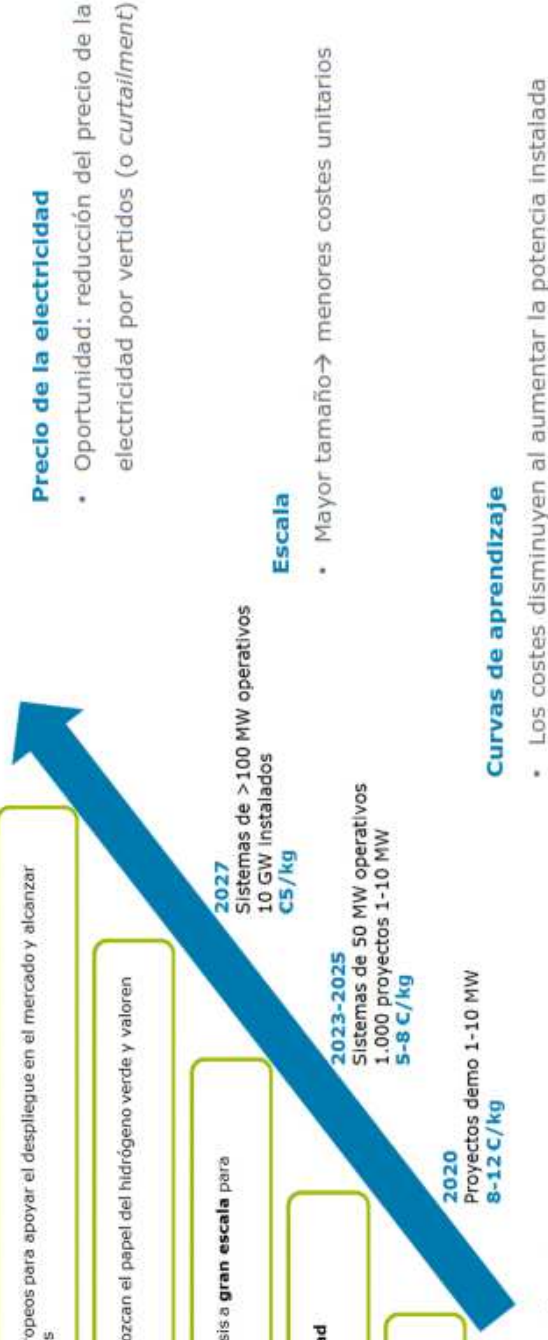 Precio de la electricidad
• Oportunidad: reducción del precio de la
electricidad por vertidos (o curtailment)
Escala
• Mayor tamaño→ menores costes unitarios
Curvas de aprendizaje
• Los costes disminuyen al aumentar la potencia instalada
ropeos para apoyar el despliegue en el mercado y alcanzar
s
ozcan el papel del hidrógeno verde y valoren
sis a gran escala para
ad
2027
Sistemas de >100 MW operativos
10 GW instalados
C5/kg
2023-2025
Sistemas de 50 MW operativos
1.000 proyectos 1-10 MW
5-8 C/kg
2020
Proyectos demo 1-10 MW
8-12 C/kg